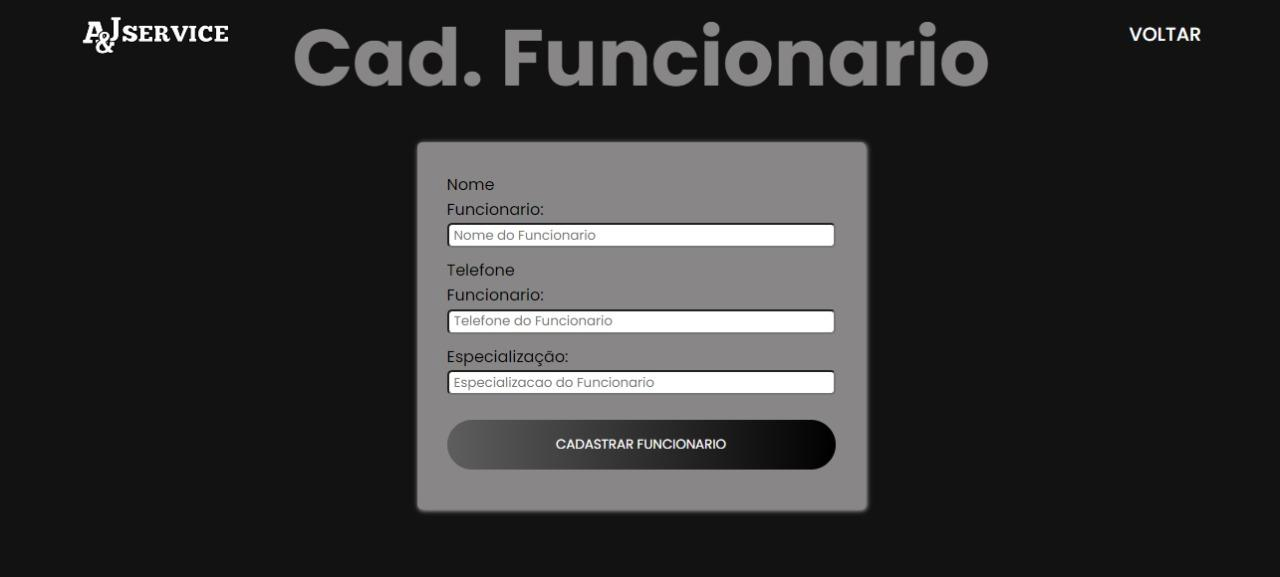 A&J SERVICE
Cad. Funcionario
VOLTAR
Nome
Funcionario:
Nome do Funcionario
Telefone
Funcionario:
Telefone do Funcionario
Especialização:
Especializacao do Funcionario
CADASTRAR FUNCIONARIO